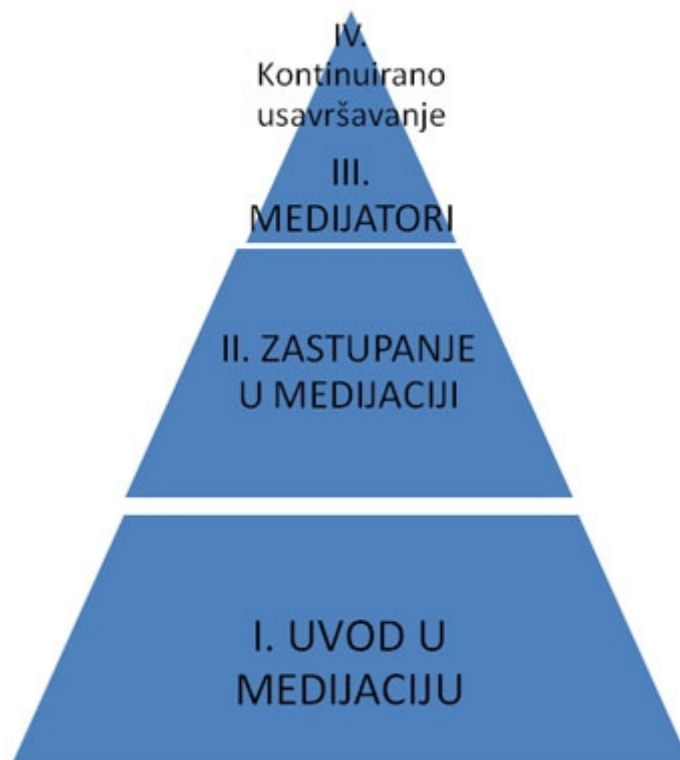 IV.
Kontinuirano
usavršavanje
III.
MEDIJATORI
II. ZASTUPANJE
U MEDIJACIJI
I. UVOD U
MEDIJACIJU